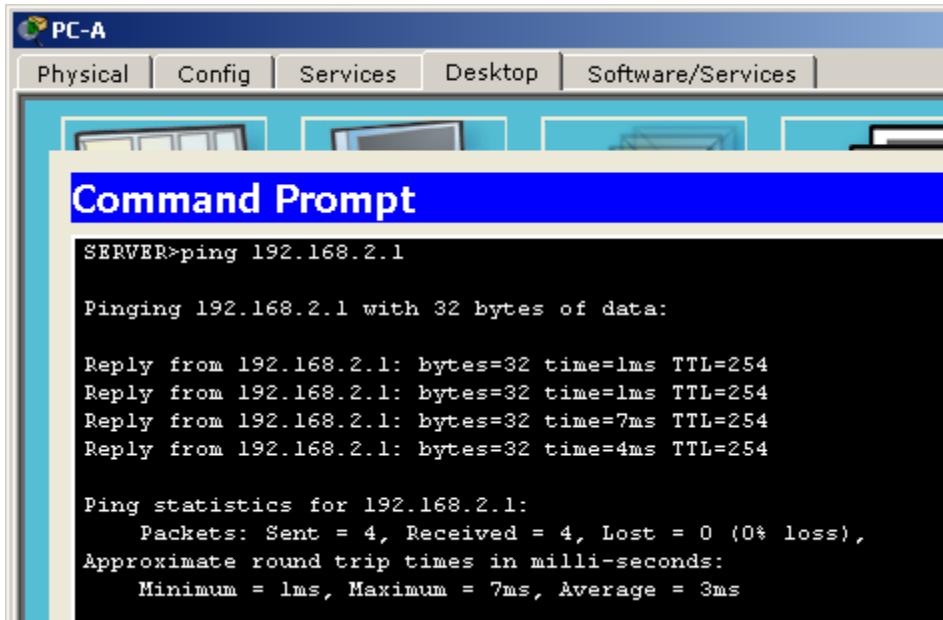 PC-A
Physical Config Services Desktop Software/Services
Command Prompt
SERVER>ping 192.168.2.1
Pinging 192.168.2.1 with 32 bytes of data:
Reply from 192.168.2.1: bytes=32 time=1ms TTL=254
Reply from 192.168.2.1: bytes=32 time=1ms TTL=254
Reply from 192.168.2.1: bytes=32 time=7ms TTL=254
Reply from 192.168.2.1: bytes=32 time=4ms TTL=254
Ping statistics for 192.168.2.1:
Packets: Sent = 4, Received = 4, Lost = 0 (0% loss),
Approximate round trip times in milli-seconds:
Minimum = 1ms, Maximum = 7ms, Average = 3ms